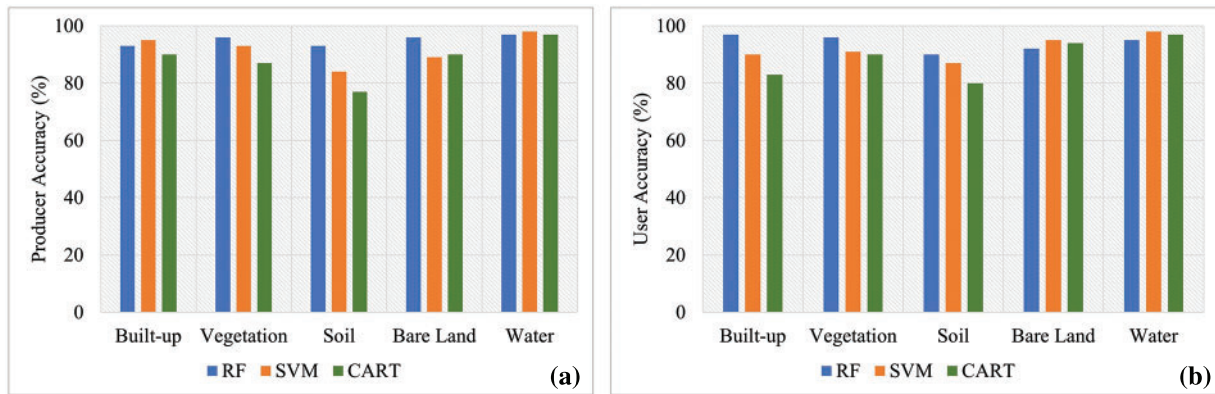 Producer Accuracy (%)
100
80
60
40
20
0
Built-up Vegetation Soil Bare Land Water
RF SVM CART
(a)
User Accuracy (%)
100
80
60
40
20
0
Built-up Vegetation Soil Bare Land Water
RF SVM CART
(b)